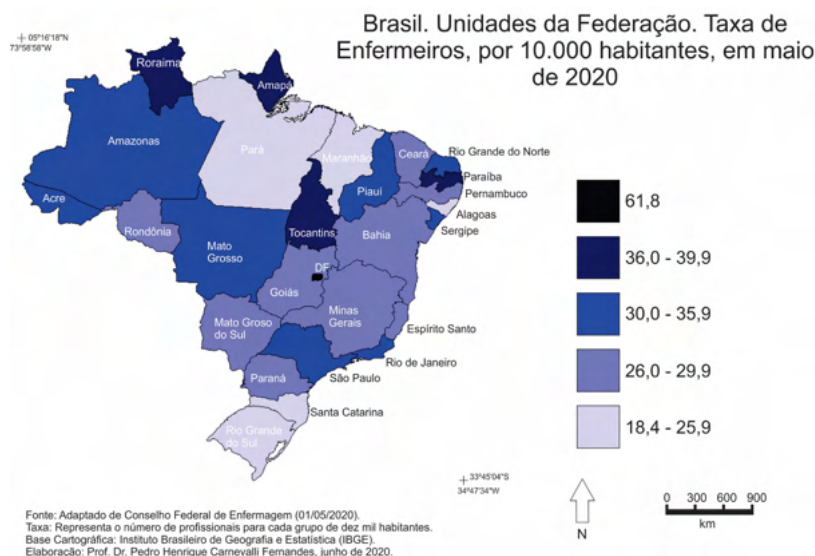 Brasil. Unidades da Federação. Taxa de
Enfermeiros, por 10.000 habitantes, em maio
de 2020
05°16'18"N
73°58'58"W
Roraima
Amapá
Amazonas
Pará
Maranhão
Ceará
Rio Grande do Norte
Paraíba
Pernambuco
Piauí
Alagoas
Sergipe
Acre
Rondônia
Tocantins
Bahia
Mato
Grosso
DF
Goiás
Minas
Gerais
Mato Groso
do Sul
Espírito Santo
Rio de Janeiro
São Paulo
Paraná
Santa Catarina
Rio Grande
do Sul
61,8
36,0 - 39,9
30,0 - 35,9
26,0 - 29,9
18,4 - 25,9
33°45'04"S
34°47'34"W
N
0 300 600 900
km
Fonte: Adaptado de Conselho Federal de Enfermagem (01/05/2020).
Taxa: Representa o número de profissionais para cada grupo de dez mil habitantes.
Base Cartográfica: Instituto Brasileiro de Geografia e Estatística (IBGE).
Elaboração: Prof. Dr. Pedro Henrique Carnevalli Fernandes, junho de 2020.